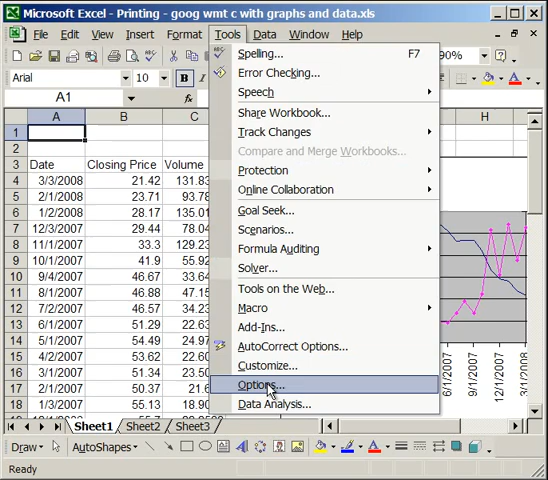 Microsoft Excel - Printing - goog wmt c with graphs and data.xls
File Edit View Insert Format Tools Data Window Help
90%
Arial 10 B
A1 fx
A B C H
1
2
3 Date Closing Price Volume
4 3/3/2008 21.42 131.83
5 2/1/2008 23.71 93.78
6 1/2/2008 28.17 135.01
7 12/3/2007 29.44 78.04
8 11/1/2007 33.3 129.23
9 10/1/2007 41.9 55.92
10 9/4/2007 46.67 33.64
11 8/1/2007 46.88 47.15
12 7/2/2007 46.57 34.23
13 6/1/2007 51.29 22.63
14 5/1/2007 54.49 24.97
15 4/2/2007 53.62 22.60
16 3/1/2007 51.34 23.50
17 2/1/2007 50.37 21.6
18 1/3/2007 55.13 18.90
Spelling... F7
Error Checking...
Speech
Share Workbook...
Track Changes
Compare and Merge Workbooks...
Protection
Online Collaboration
Goal Seek...
Scenarios...
Formula Auditing
Solver...
Tools on the Web...
Macro
Add-Ins...
AutoCorrect Options...
Customize...
Options...
Data Analysis...
6/1/2007
9/1/2007
12/1/2007
3/1/2008
Sheet1 Sheet2 Sheet3
Draw AutoShapes
Ready